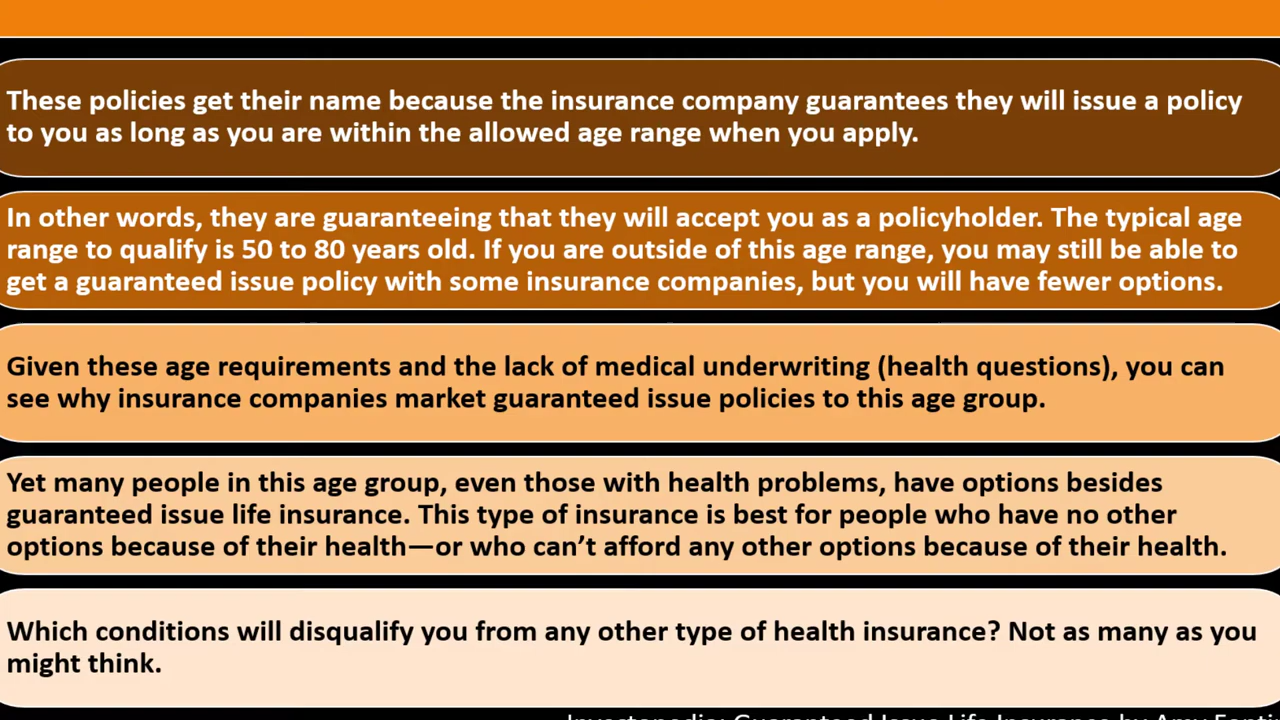 These policies get their name because the insurance company guarantees they will issue a policy
to you as long as you are within the allowed age range when you apply.
In other words, they are guaranteeing that they will accept you as a policyholder. The typical age
range to qualify is 50 to 80 years old. If you are outside of this age range, you may still be able to
get a guaranteed issue policy with some insurance companies, but you will have fewer options.
Given these age requirements and the lack of medical underwriting (health questions), you can
see why insurance companies market guaranteed issue policies to this age group.
Yet many people in this age group, even those with health problems, have options besides
guaranteed issue life insurance. This type of insurance is best for people who have no other
options because of their health—or who can’t afford any other options because of their health.
Which conditions will disqualify you from any other type of health insurance? Not as many as you
might think.
Investopedia: Guaranteed Issue Life Insurance by Amy